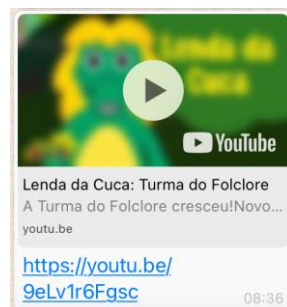 Lenda da
Cuca
YouTube
Lenda da Cuca: Turma do Folclore
A Turma do Folclore cresceu!Novo...
youtu.be
https://youtu.be/
9eLv1r6Fgsc
08:36